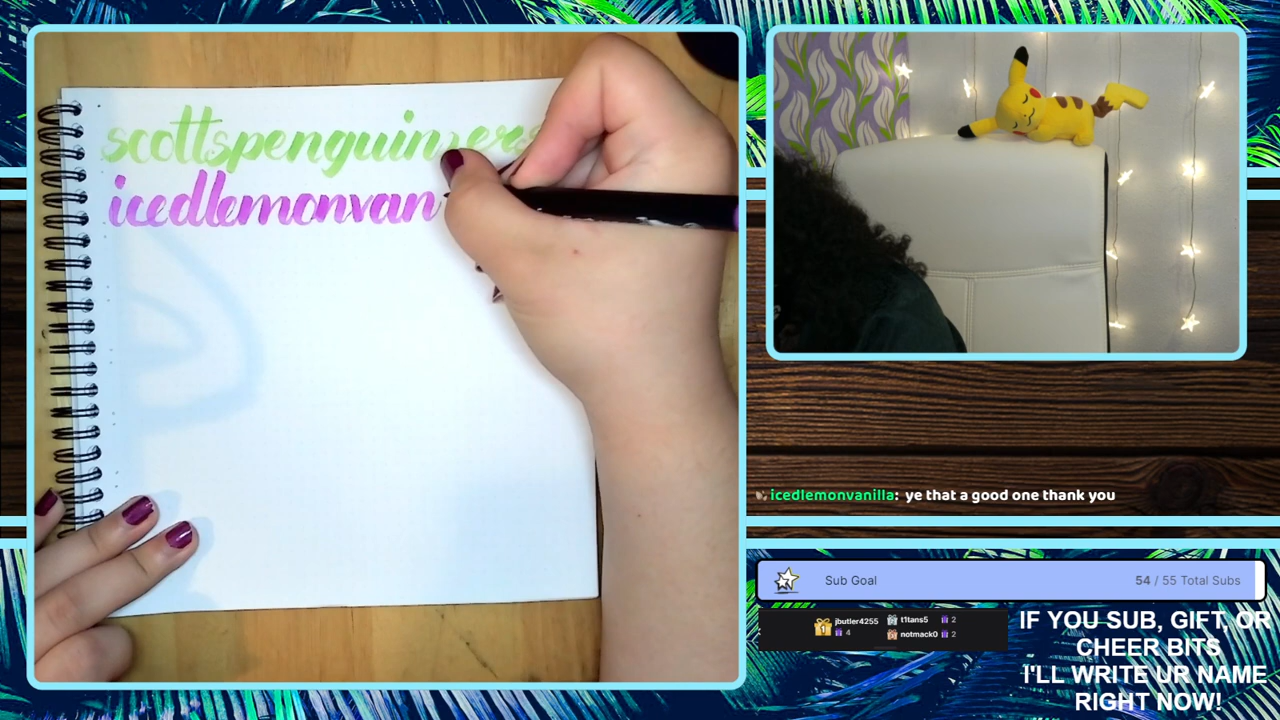 scottspenguin
icedlemonvan
icedlemonvanilla: ye that a good one thank you
Sub Goal 54 / 55 Total Subs
jbutler4255 4
t1tans5 2
notmack0 2
IF YOU SUB, GIFT, OR
CHEER BITS
I'LL WRITE UR NAME
RIGHT NOW!